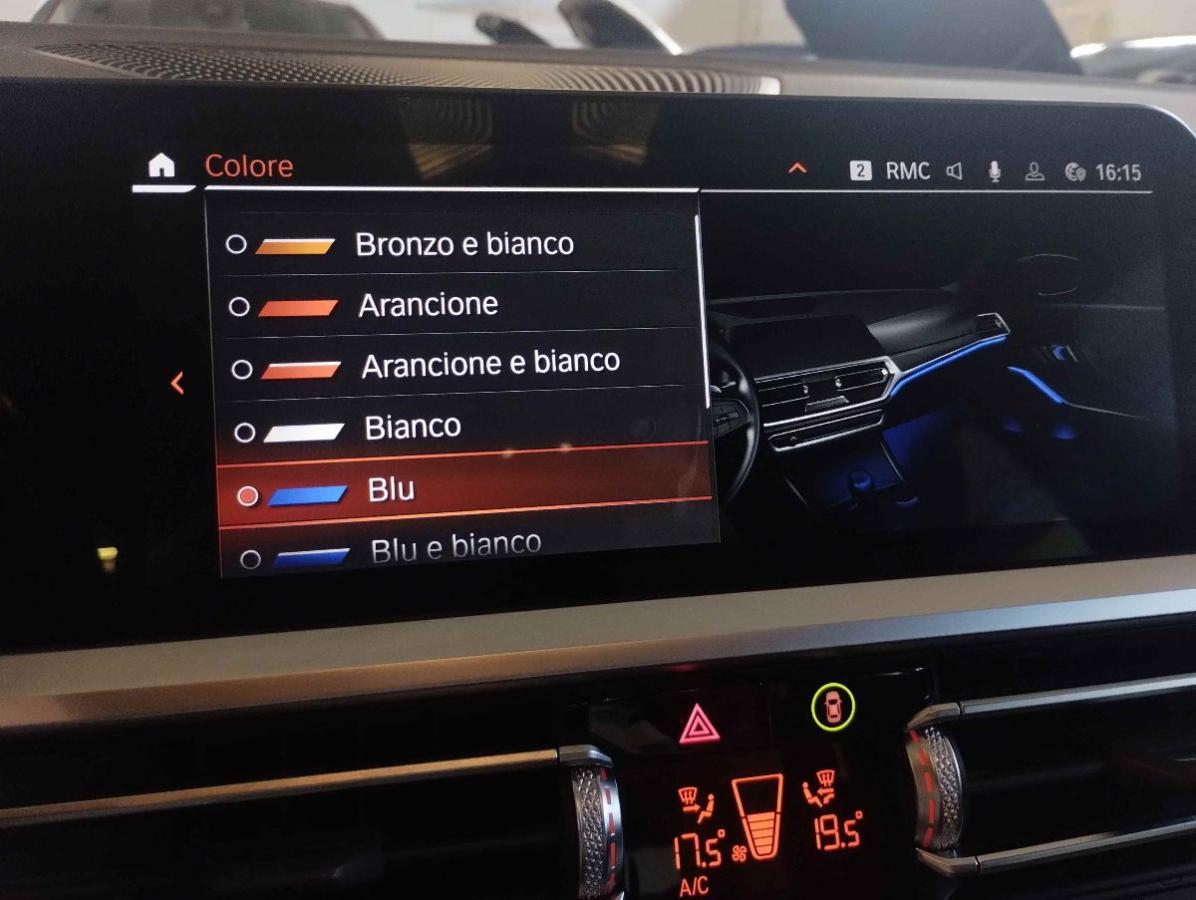 Colore
2 RMC 16:15
Bronzo e bianco
Arancione
Arancione e bianco
Bianco
Blu
Blu e bianco
17.5° 19.5°
A/C